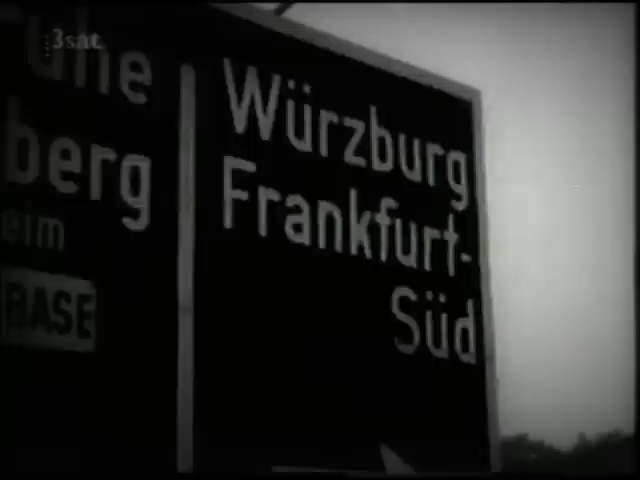 3sat
uhe
berg
eim
BASE
Würzburg
Frankfurt-
Süd